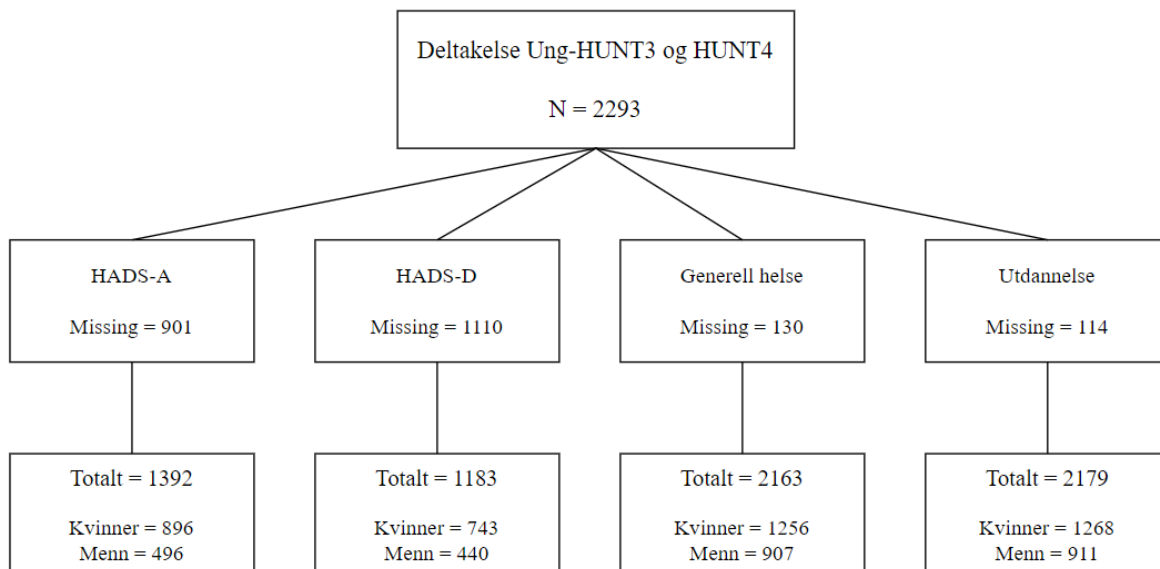 Deltakelse Ung-HUNT3 og HUNT4
N = 2293
HADS-A
Missing = 901
HADS-D
Missing = 1110
Generell helse
Missing = 130
Utdannelse
Missing = 114
Totalt = 1392
Kvinner = 896
Menn = 496
Totalt = 1183
Kvinner = 743
Menn = 440
Totalt = 2163
Kvinner = 1256
Menn = 907
Totalt = 2179
Kvinner = 1268
Menn = 911